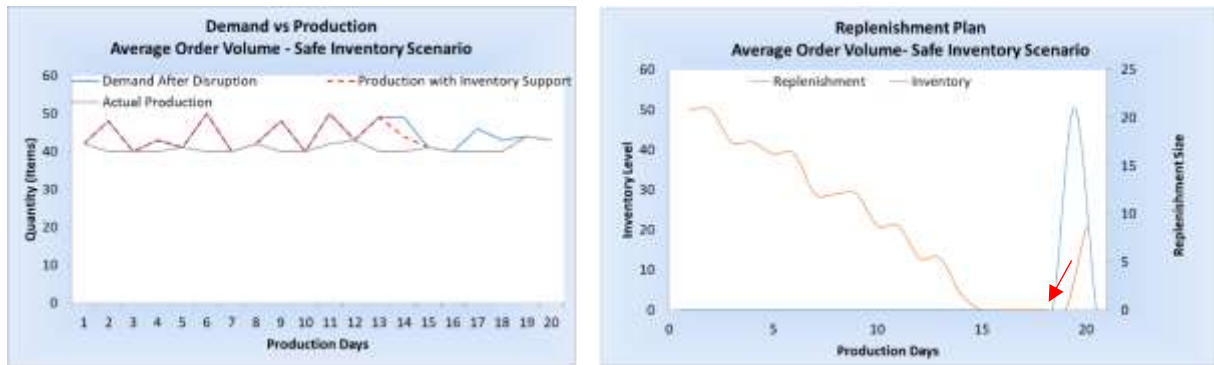 Demand vs Production
Average Order Volume - Safe Inventory Scenario
60
Demand After Disruption
Production with Inventory Support
Actual Production
50
40
30
20
10
0
Quantity (Items)
1 2 3 4 5 6 7 8 9 10 11 12 13 14 15 16 17 18 19 20
Production Days
Replenishment Plan
Average Order Volume- Safe Inventory Scenario
60
50
40
30
20
10
0
Inventory Level
Replenishment
Inventory
25
20
15
10
5
0
Replenishment Size
0 5 10 15 20
Production Days